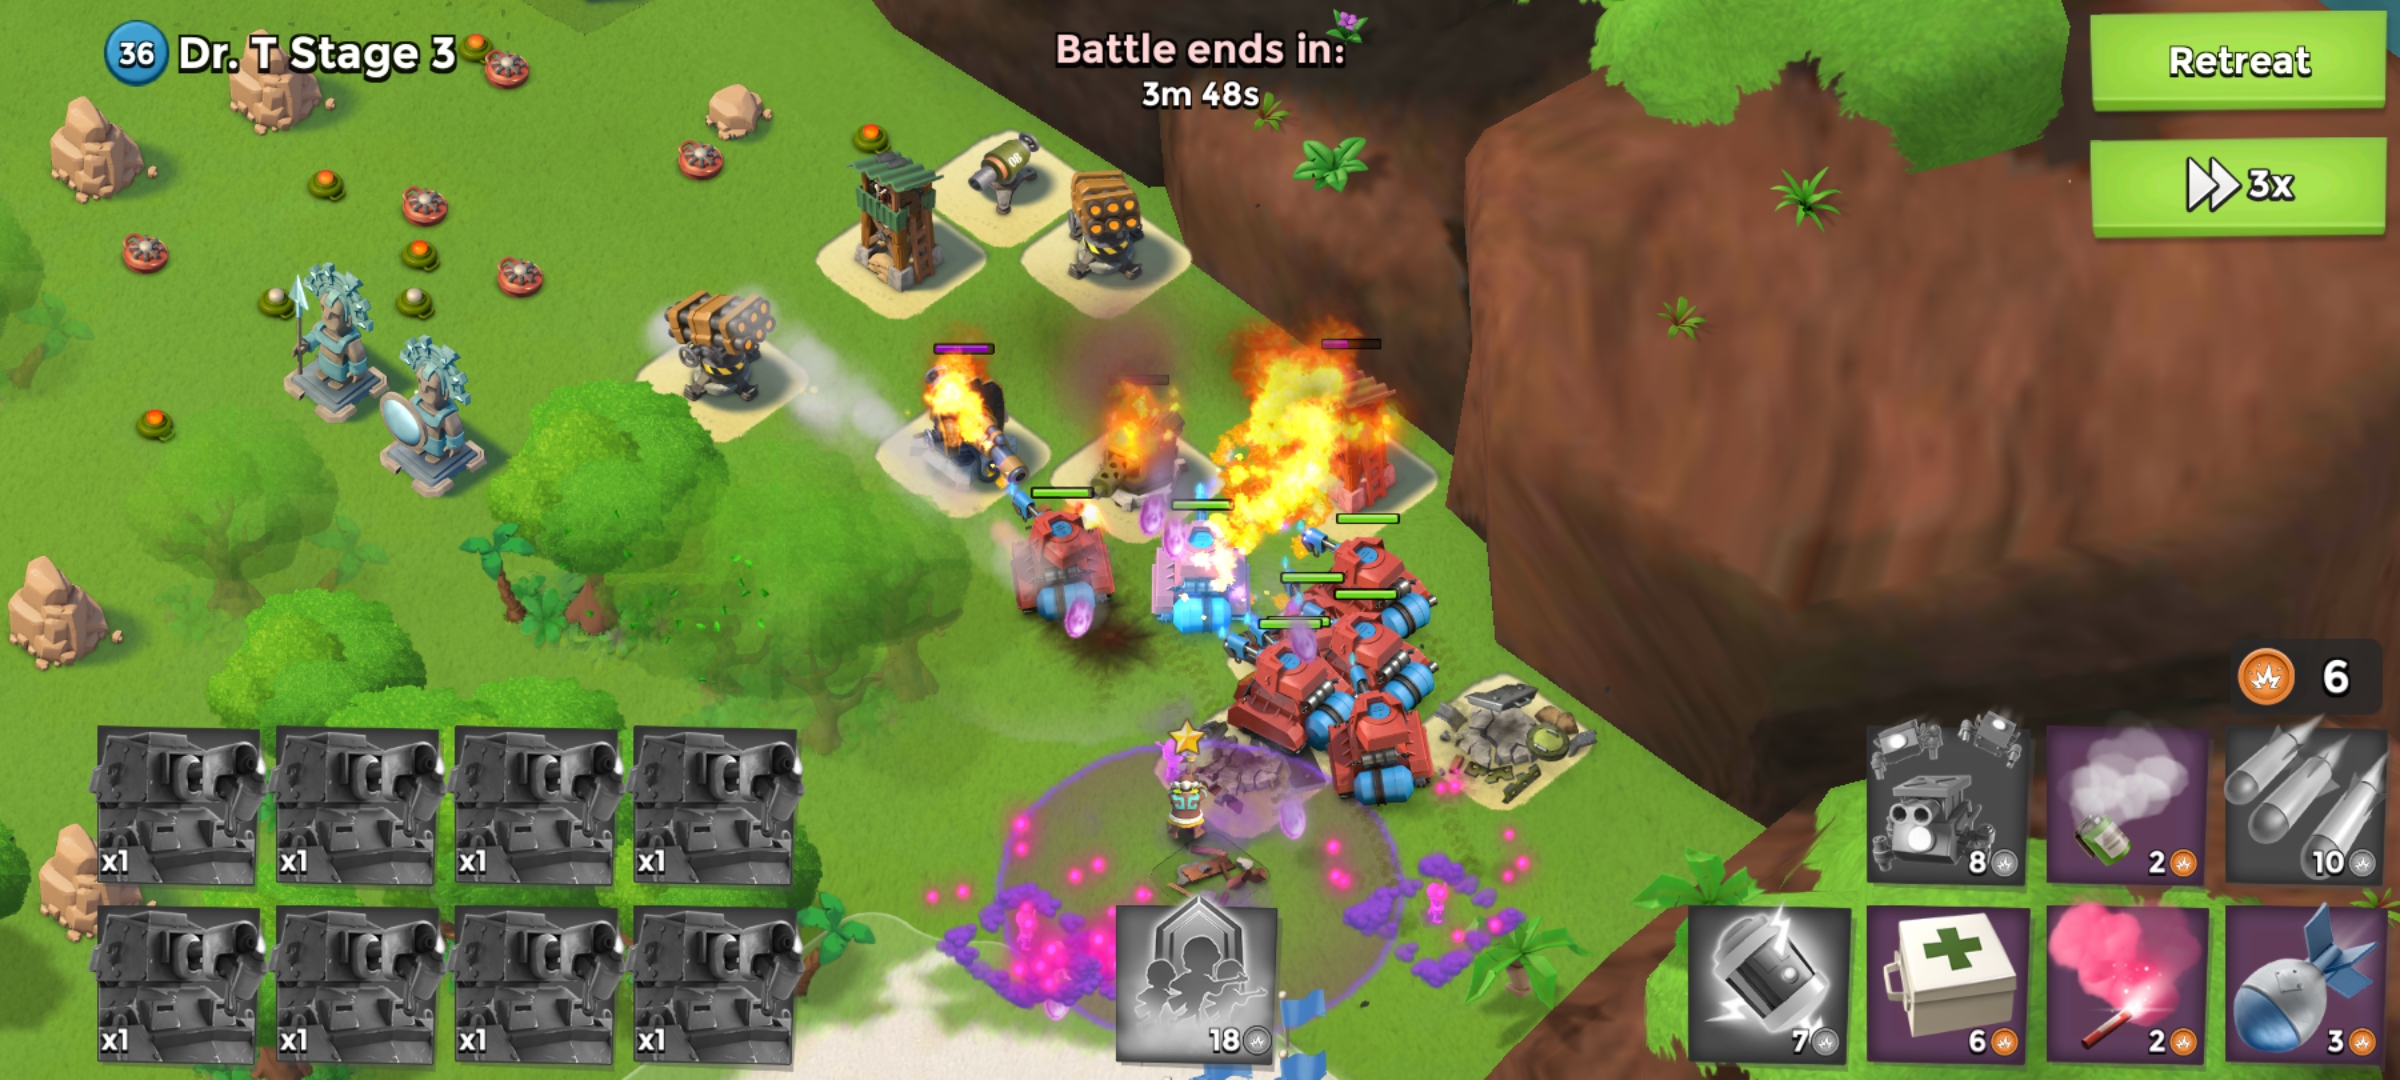 36 Dr. T Stage 3
Battle ends in:
3m 48s
Retreat
3x
08
6
8
2
10
x1
x1
x1
x1
x1
x1
x1
x1
18
7
6
2
3